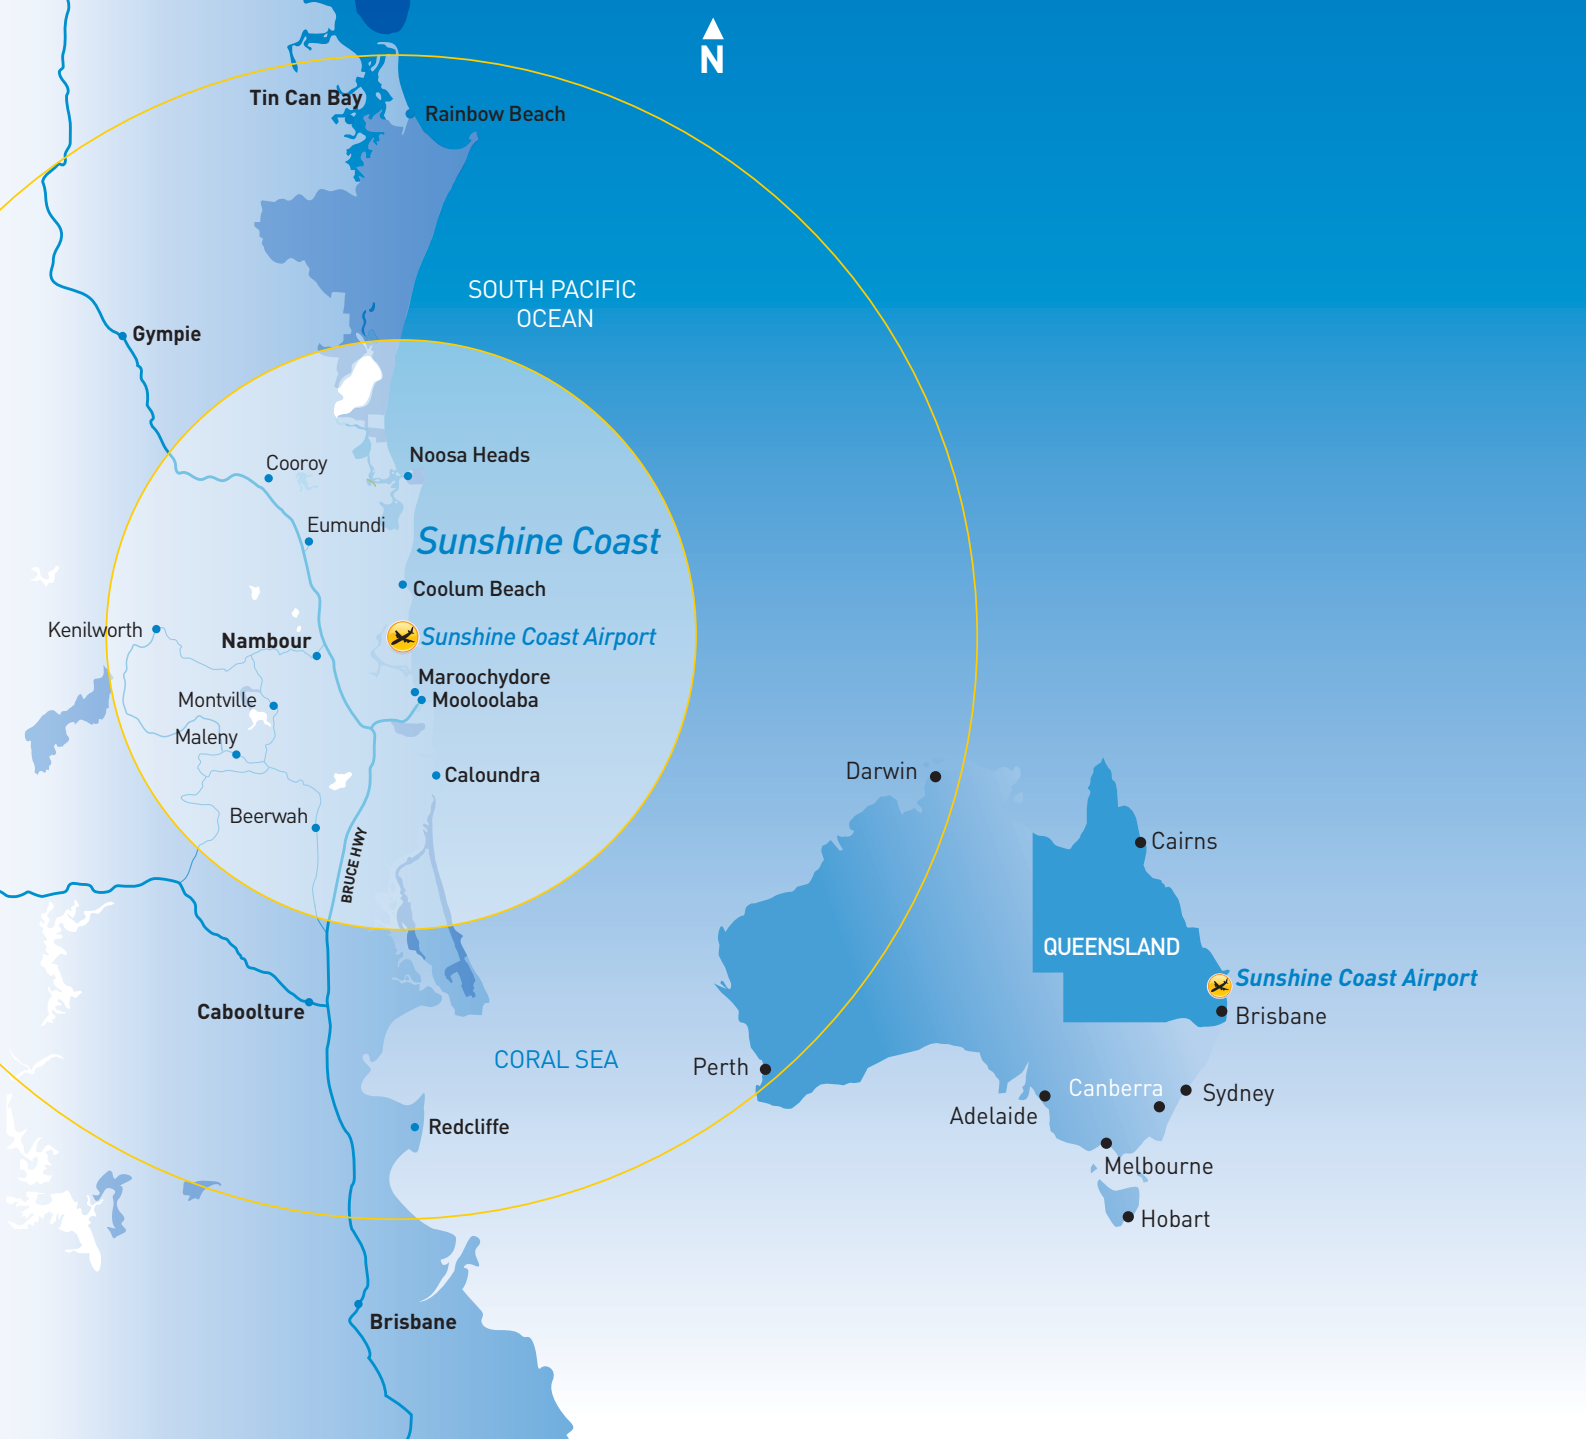 N
Tin Can Bay
Rainbow Beach
SOUTH PACIFIC
OCEAN
Gympie
Noosa Heads
Cooroy
Eumundi
Sunshine Coast
Coolum Beach
Kenilworth
Nambour
Sunshine Coast Airport
Maroochydore
Montville
Mooloolaba
Maleny
Caloundra
Beerwah
BRUCE HWY
Caboolture
CORAL SEA
Redcliffe
Brisbane
Darwin
Cairns
QUEENSLAND
Sunshine Coast Airport
Brisbane
Perth
Canberra
Sydney
Adelaide
Melbourne
Hobart